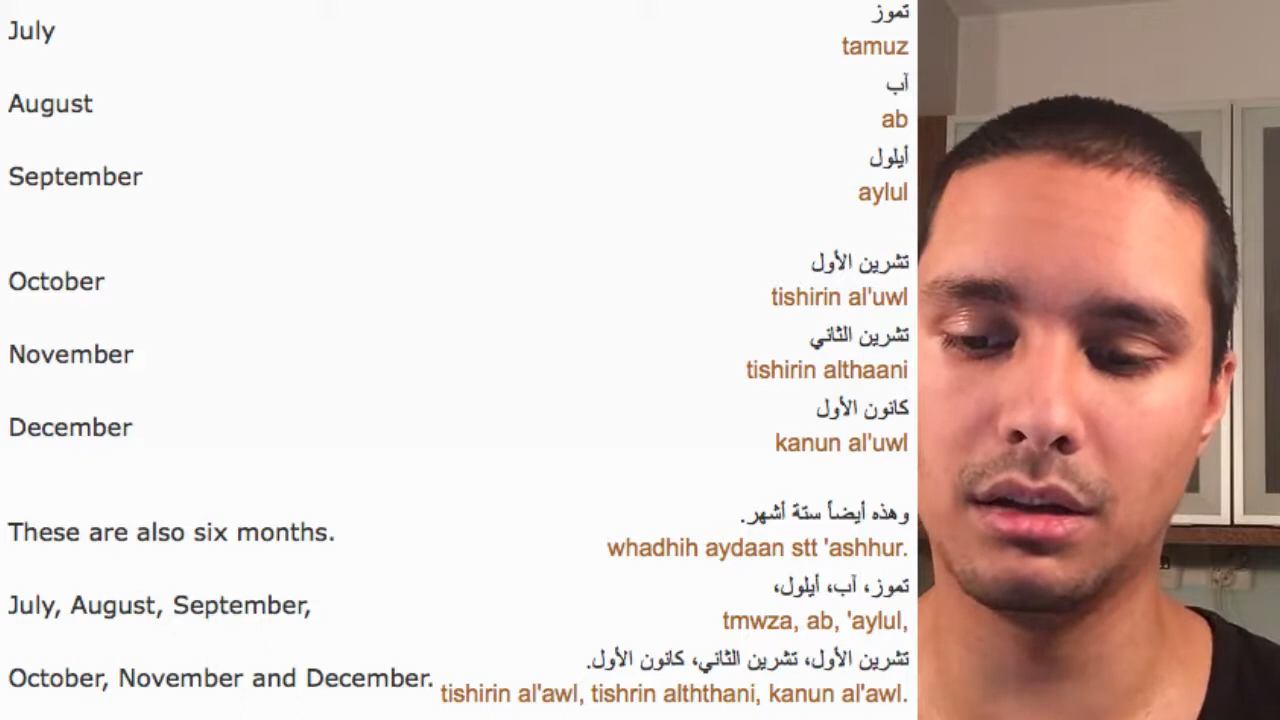 July
تموز
tamuz
August
آب
ab
September
أيلول
aylul
October
تشرين الأول
tishirin al'uwl
November
تشرين الثاني
tishirin althaani
December
كانون الأول
kanun al'uwl
These are also six months.
وهذه أيضاً ستة أشهر.
whadhih aydaan stt 'ashhur.
July, August, September,
تموز، آب، أيلول،
tmwza, ab, 'aylul,
October, November and December.
تشرين الأول، تشرين الثاني، كانون الأول.
tishirin al'awl, tishrin alththani, kanun al'awl.